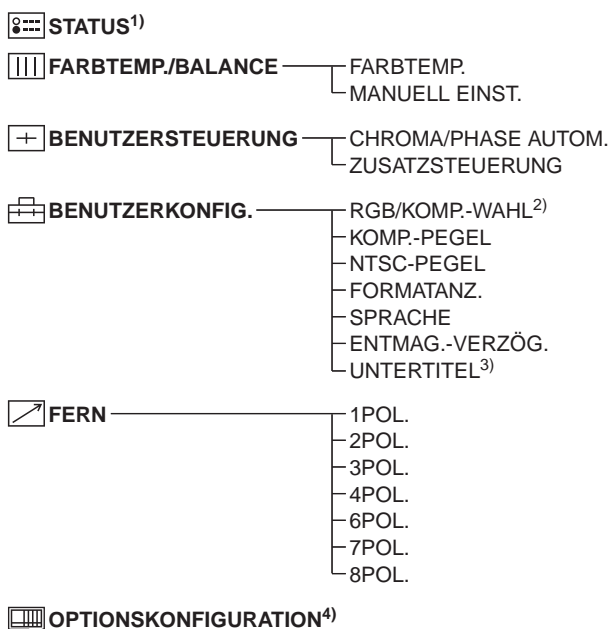 STATUS1)
FARBTEMP./BALANCE FARBTEMP.
MANUELL EINST.
BENUTZERSTEUERUNG CHROMA/PHASE AUTOM.
ZUSATZSTEUERUNG
BENUTZERKONFIG. RGB/KOMP.-WAHL2)
KOMP.-PEGEL
NTSC-PEGEL
FORMATANZ.
SPRACHE
ENTMAG.-VERZÖG.
UNTERTITEL3)
FERN 1POL.
2POL.
3POL.
4POL.
6POL.
7POL.
8POL.
OPTIONSKONFIGURATION4)